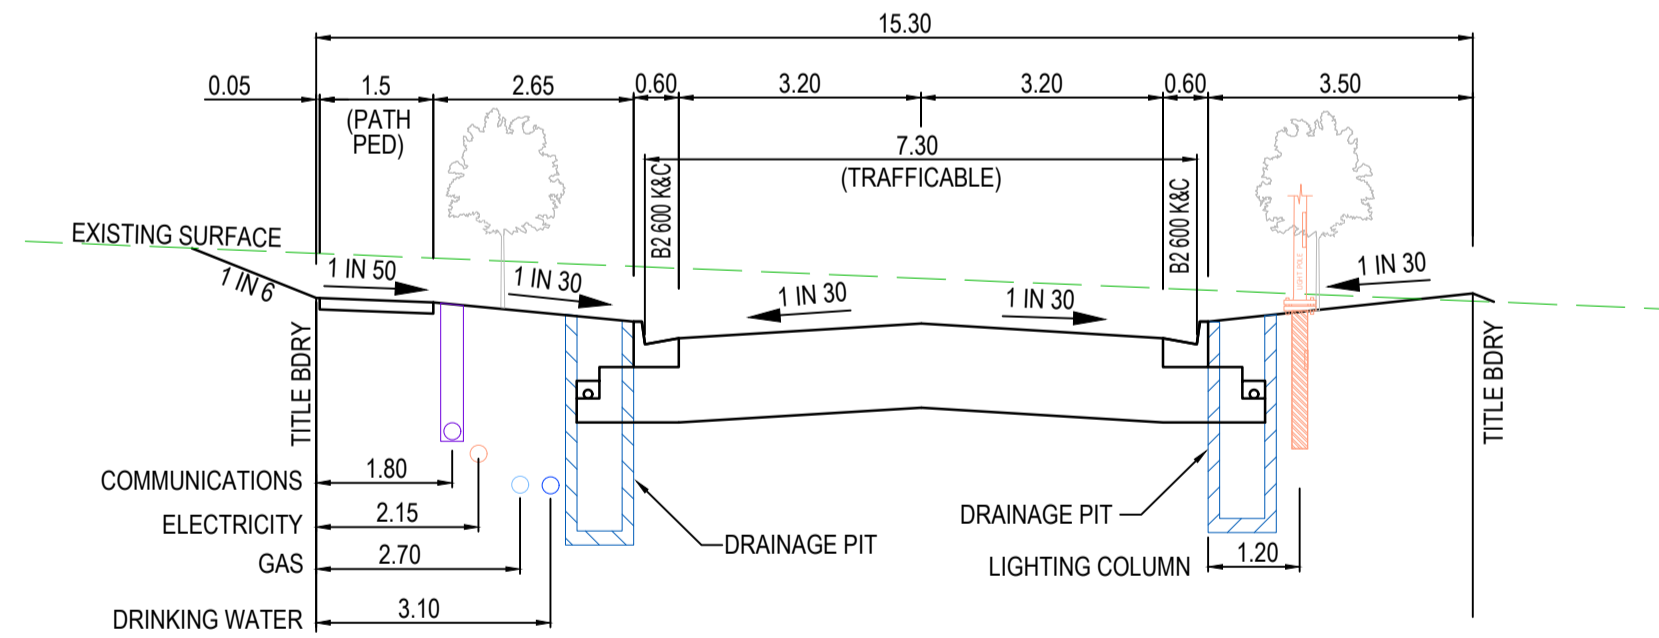 15.30
0.05
1.5
2.65
0.60
3.20
3.20
0.60
3.50
(PATH
PED)
7.30
(TRAFFICABLE)
B2 600 K&C
B2 600 K&C
EXISTING SURFACE
1 IN 6
1 IN 50
1 IN 30
1 IN 30
1 IN 30
1 IN 30
LIGHT POLE
TITLE BDRY
TITLE BDRY
COMMUNICATIONS
1.80
ELECTRICITY
2.15
GAS
2.70
DRINKING WATER
3.10
DRAINAGE PIT
DRAINAGE PIT
LIGHTING COLUMN
1.20